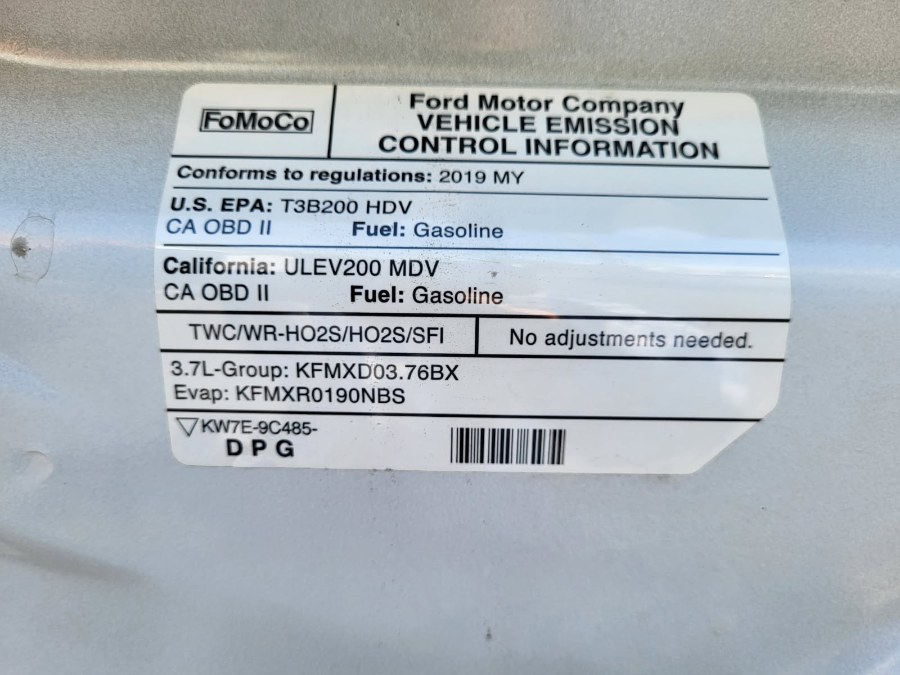 FoMoCo
Ford Motor Company
VEHICLE EMISSION
CONTROL INFORMATION
Conforms to regulations: 2019 MY
U.S. EPA: T3B200 HDV
CA OBD II Fuel: Gasoline
California: ULEV200 MDV
CA OBD II Fuel: Gasoline
TWC/WR-HO2S/HO2S/SFI
No adjustments needed.
3.7L-Group: KFMXD03.76BX
Evap: KFMXR0190NBS
▽KW7E-9C485-
D P G